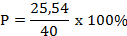 P = 25,54/40 x 100%